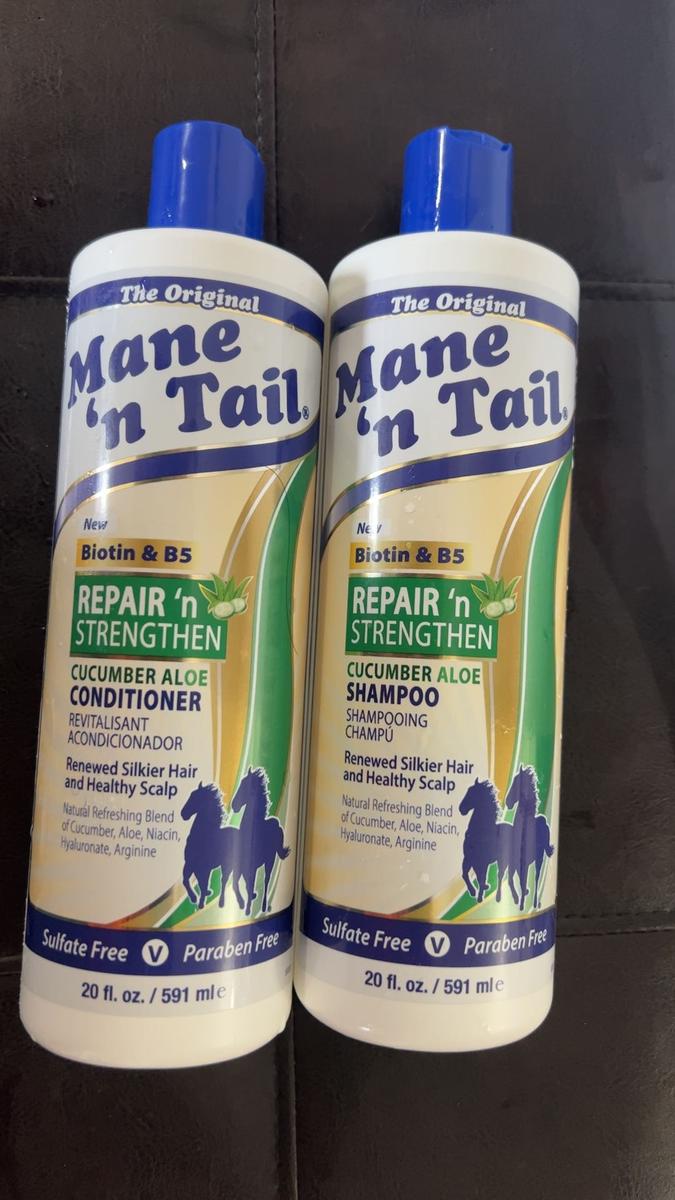 The Original
Mane
'n Tail®
New
Biotin & B5
REPAIR 'n
STRENGTHEN
CUCUMBER ALOE
CONDITIONER
REVITALISANT
ACONDICIONADOR
Renewed Silkier Hair
and Healthy Scalp
Natural Refreshing Blend
of Cucumber, Aloe, Niacin,
Hyaluronate, Arginine
Sulfate Free V Paraben Free
20 fl. oz. / 591 ml e
The Original
Mane
'n Tail®
New
Biotin & B5
REPAIR 'n
STRENGTHEN
CUCUMBER ALOE
SHAMPOO
SHAMPOOING
CHAMPÚ
Renewed Silkier Hair
and Healthy Scalp
Natural Refreshing Blend
of Cucumber, Aloe, Niacin,
Hyaluronate, Arginine
Sulfate Free V Paraben Free
20 fl. oz. / 591 ml e